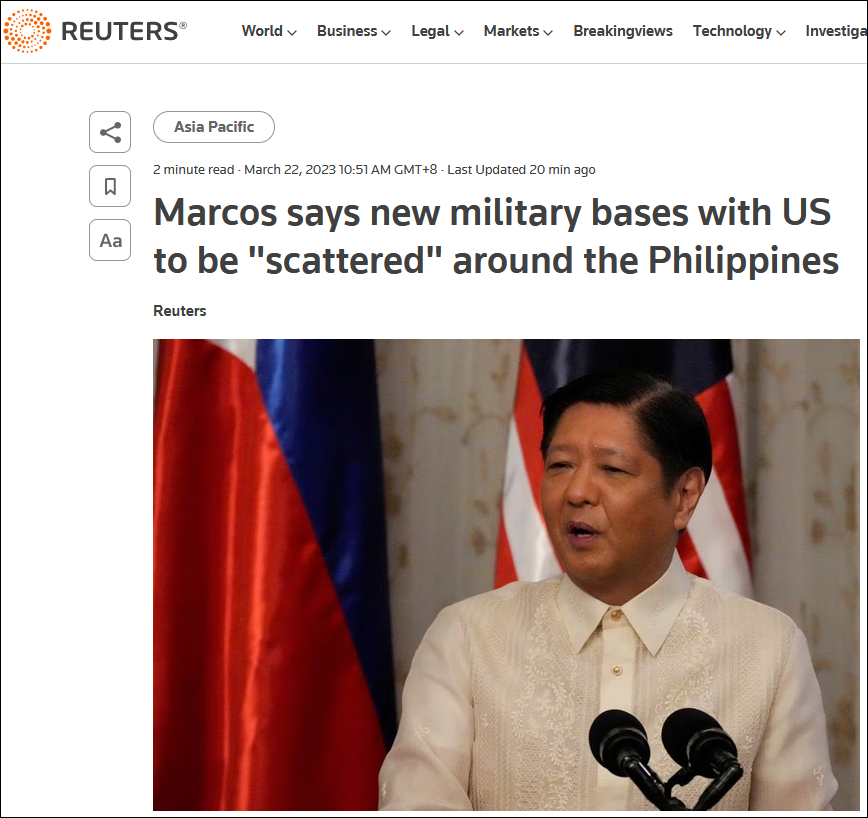 REUTERS®
World Business Legal Markets Breakingviews Technology Investiga
Asia Pacific
2 minute read · March 22, 2023 10:51 AM GMT+8 · Last Updated 20 min ago
Aa
Marcos says new military bases with US
to be "scattered" around the Philippines
Reuters